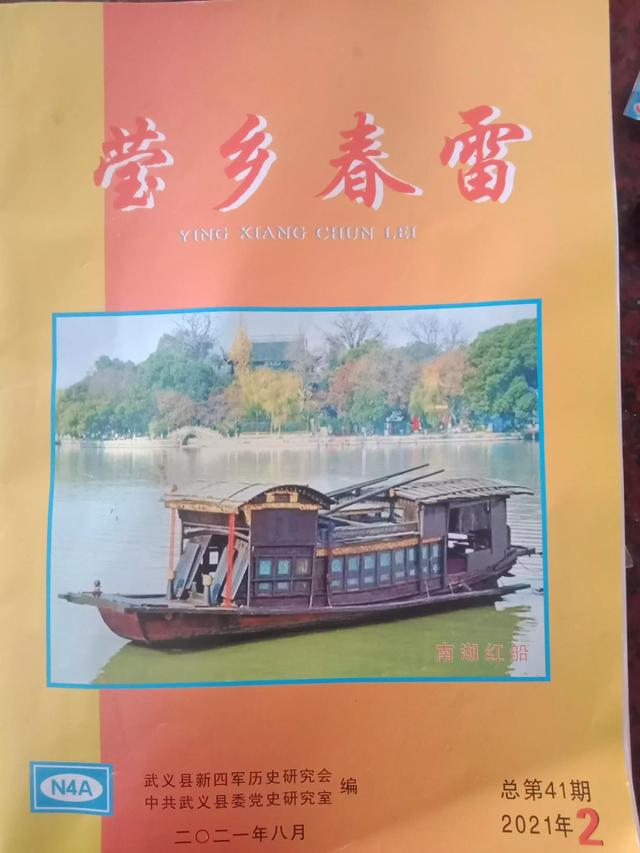 莹乡春雷
YING XIANG CHUN LEI
南湖红船
N4A
武义县新四军历史研究会
中共武义县委党史研究室
编
二〇二一年八月
总第41期
2021年2